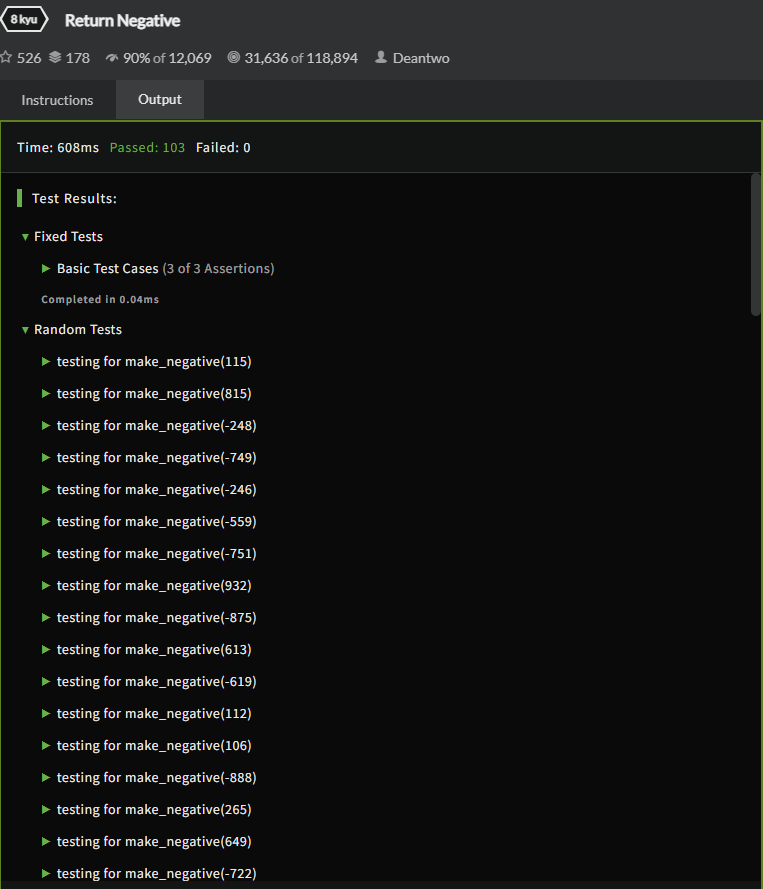 8 kyu Return Negative
526 178 90% of 12,069 31,636 of 118,894 Deantwo
Instructions Output
Time: 608ms Passed: 103 Failed: 0
Test Results:
Fixed Tests
Basic Test Cases (3 of 3 Assertions)
Completed in 0.04ms
Random Tests
testing for make_negative(115)
testing for make_negative(815)
testing for make_negative(-248)
testing for make_negative(-749)
testing for make_negative(-246)
testing for make_negative(-559)
testing for make_negative(-751)
testing for make_negative(932)
testing for make_negative(-875)
testing for make_negative(613)
testing for make_negative(-619)
testing for make_negative(112)
testing for make_negative(106)
testing for make_negative(-888)
testing for make_negative(265)
testing for make_negative(649)
testing for make_negative(-722)